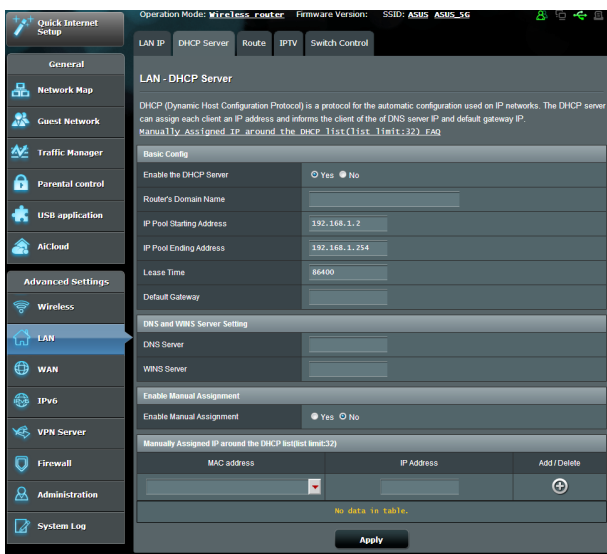 Operation Mode: Wireless router Firmware Version: SSID: ASUS ASUS_5G
Quick Internet Setup
LAN IP DHCP Server Route IPTV Switch Control
General
Network Map
Guest Network
Traffic Manager
Parental control
USB application
AiCloud
Advanced Settings
Wireless
LAN
WAN
IPv6
VPN Server
Firewall
Administration
System Log
LAN - DHCP Server
DHCP (Dynamic Host Configuration Protocol) is a protocol for the automatic configuration used on IP networks. The DHCP server
can assign each client an IP address and informs the client of the of DNS server IP and default gateway IP.
Manually Assigned IP around the DHCP list(list limit:32) FAQ
Basic Config
Enable the DHCP Server Yes No
Router's Domain Name
IP Pool Starting Address 192.168.1.2
IP Pool Ending Address 192.168.1.254
Lease Time 86400
Default Gateway
DNS and WINS Server Setting
DNS Server
WINS Server
Enable Manual Assignment
Enable Manual Assignment Yes No
Manually Assigned IP around the DHCP list(list limit:32)
MAC address IP Address Add / Delete
No data in table.
Apply